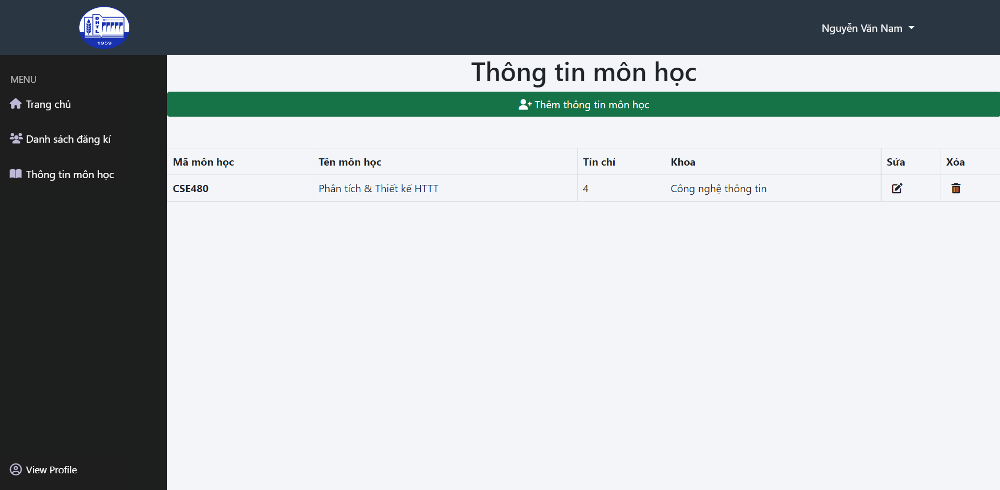 ĐHTL
1959
Nguyễn Văn Nam
MENU
Trang chủ
Danh sách đăng kí
Thông tin môn học
View Profile
Thông tin môn học
Thêm thông tin môn học
Mã môn học Tên môn học Tín chỉ Khoa Sửa Xóa
CSE480 Phân tích & Thiết kế HTTT 4 Công nghệ thông tin